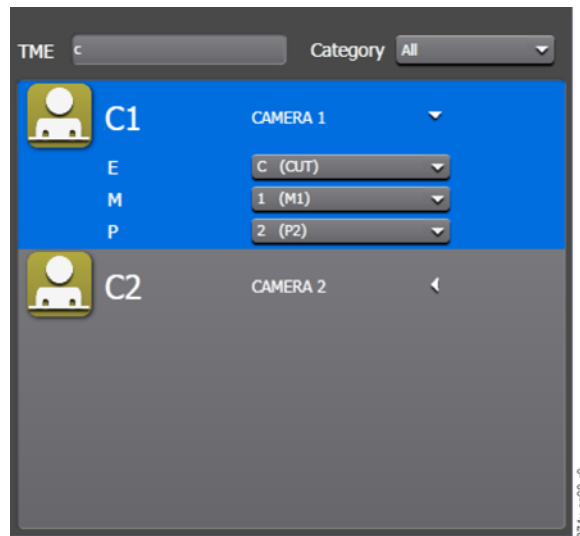 TME c Category All
C1 CAMERA 1
E C (CUT)
M 1 (M1)
P 2 (P2)
C2 CAMERA 2